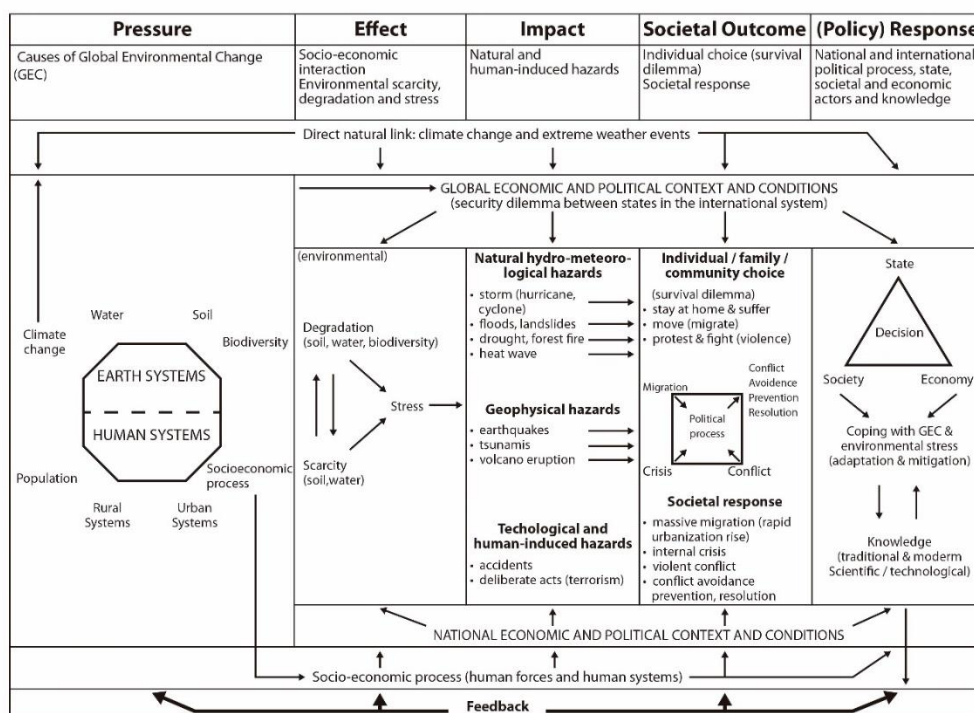 Pressure
Effect
Impact
Societal Outcome
(Policy) Response
Causes of Global Environmental Change
(GEC)
Socio-economic
interaction
Environmental scarcity,
degradation and stress
Natural and
human-induced hazards
Individual choice (survival
dilemma)
Societal response
National and international
political process, state,
societal and economic
actors and knowledge
Direct natural link: climate change and extreme weather events
GLOBAL ECONOMIC AND POLITICAL CONTEXT AND CONDITIONS
(security dilemma between states in the international system)
Climate
change
Water
Soil
Biodiversity
EARTH SYSTEMS
HUMAN SYSTEMS
Population
Rural
Systems
Urban
Systems
Socioeconomic
process
(environmental)
Degradation
(soil, water, biodiversity)
Stress
Scarcity
(soil,water)
Natural hydro-meteoro-
logical hazards
• storm (hurricane,
cyclone)
• floods, landslides
• drought, forest fire
• heat wave
Geophysical hazards
• earthquakes
• tsunamis
• volcano eruption
Techological and
human-induced hazards
• accidents
• deliberate acts (terrorism)
Individual / family /
community choice
(survival dilemma)
• stay at home & suffer
• move (migrate)
• protest & fight (violence)
Migration
Conflict
Avoidence
Prevention
Resolution
Political
process
Crisis
Conflict
Societal response
• massive migration (rapid
urbanization rise)
• internal crisis
• violent conflict
• conflict avoidance
prevention, resolution
State
Decision
Society
Economy
Coping with GEC &
environmental stress
(adaptation & mitigation)
Knowledge
(traditional & modern
Scientific / technological)
NATIONAL ECONOMIC AND POLITICAL CONTEXT AND CONDITIONS
Socio-economic process (human forces and human systems)
Feedback